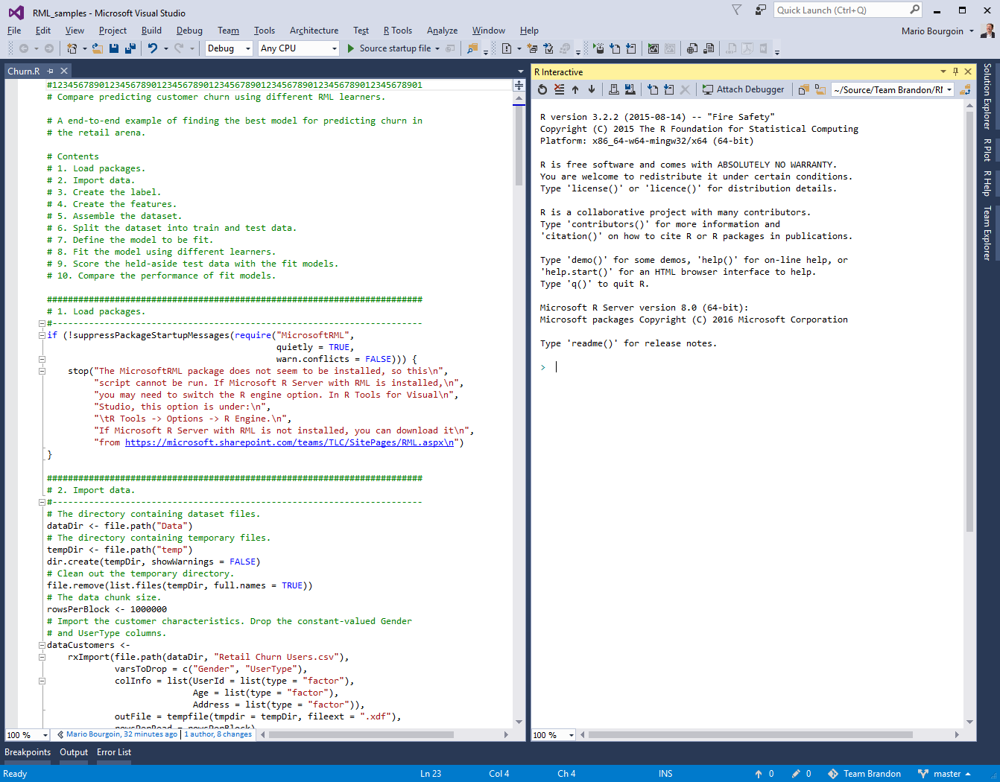 RML_samples - Microsoft Visual Studio
Quick Launch (Ctrl+Q)
File Edit View Project Build Debug Team Tools Architecture Test R Tools Analyze Window Help
Mario Bourgoin
Debug Any CPU Source startup file
Churn.R
#12345678901234567890123456789012345678901234567890123456789012345678901
# Compare predicting customer churn using different RML learners.
# A end-to-end example of finding the best model for predicting churn in
# the retail arena.
# Contents
# 1. Load packages.
# 2. Import data.
# 3. Create the label.
# 4. Create the features.
# 5. Assemble the dataset.
# 6. Split the dataset into train and test data.
# 7. Define the model to be fit.
# 8. Fit the model using different learners.
# 9. Score the held-aside test data with the fit models.
# 10. Compare the performance of fit models.
########################################################################
# 1. Load packages.
#-----------------------------------------------------------------------
if (!suppressPackageStartupMessages(require("MicrosoftRML",
quietly = TRUE,
warn.conflicts = FALSE))) {
stop("The MicrosoftRML package does not seem to be installed, so this\n",
"script cannot be run. If Microsoft R Server with RML is installed,\n",
"you may need to switch the R engine option. In R Tools for Visual\n",
"Studio, this option is under:\n",
"\tR Tools -> Options -> R Engine.\n",
"If Microsoft R Server with RML is not installed, you can download it\n",
"from https://microsoft.sharepoint.com/teams/TLC/SitePages/RML.aspx\n")
}
########################################################################
# 2. Import data.
#-----------------------------------------------------------------------
# The directory containing dataset files.
dataDir <- file.path("Data")
# The directory containing temporary files.
tempDir <- file.path("temp")
dir.create(tempDir, showWarnings = FALSE)
# Clean out the temporary directory.
file.remove(list.files(tempDir, full.names = TRUE))
# The data chunk size.
rowsPerBlock <- 1000000
# Import the customer characteristics. Drop the constant-valued Gender
# and UserType columns.
dataCustomers <-
rxImport(file.path(dataDir, "Retail Churn Users.csv"),
varsToDrop = c("Gender", "UserType"),
colInfo = list(UserId = list(type = "factor"),
Age = list(type = "factor"),
Address = list(type = "factor")),
outFile = tempfile(tmpdir = tempDir, fileext = ".xdf"),
rowsPerRead = rowsPerBlock)
100 % Mario Bourgoin, 32 minutes ago | 1 author, 8 changes
R Interactive
Attach Debugger ~/Source/Team Brandon/RM
R version 3.2.2 (2015-08-14) -- "Fire Safety"
Copyright (C) 2015 The R Foundation for Statistical Computing
Platform: x86_64-w64-mingw32/x64 (64-bit)
R is free software and comes with ABSOLUTELY NO WARRANTY.
You are welcome to redistribute it under certain conditions.
Type 'license()' or 'licence()' for distribution details.
R is a collaborative project with many contributors.
Type 'contributors()' for more information and
'citation()' on how to cite R or R packages in publications.
Type 'demo()' for some demos, 'help()' for on-line help, or
'help.start()' for an HTML browser interface to help.
Type 'q()' to quit R.
Microsoft R Server version 8.0 (64-bit):
Microsoft packages Copyright (C) 2016 Microsoft Corporation
Type 'readme()' for release notes.
>
100 %
Solution Explorer
R Plot
R Help
Team Explorer
Breakpoints Output Error List
Ready Ln 23 Col 4 Ch 4 INS 0 0 Team Brandon master